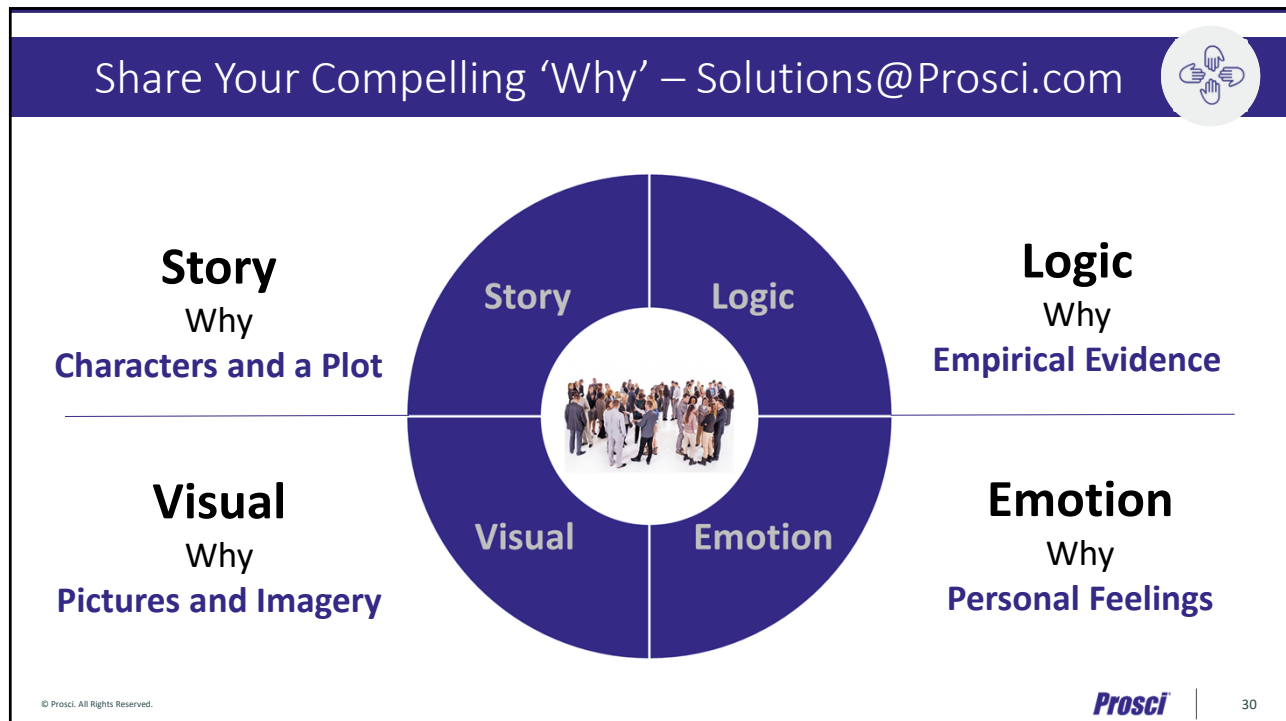 Share Your Compelling ‘Why’ – Solutions@Prosci.com
Story
Why
Characters and a Plot
Visual
Why
Pictures and Imagery
Story
Logic
Visual
Emotion
Logic
Why
Empirical Evidence
Emotion
Why
Personal Feelings
© Prosci. All Rights Reserved.
Prosci®
30